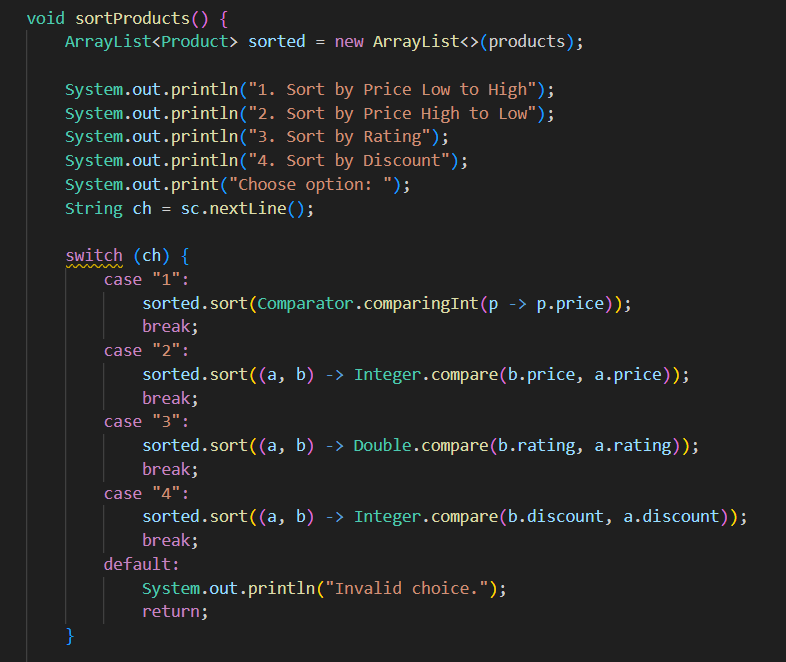 void sortProducts() {
    ArrayList<Product> sorted = new ArrayList<>(products);

    System.out.println("1. Sort by Price Low to High");
    System.out.println("2. Sort by Price High to Low");
    System.out.println("3. Sort by Rating");
    System.out.println("4. Sort by Discount");
    System.out.print("Choose option: ");
    String ch = sc.nextLine();

    switch (ch) {
        case "1":
            sorted.sort(Comparator.comparingInt(p -> p.price));
            break;
        case "2":
            sorted.sort((a, b) -> Integer.compare(b.price, a.price));
            break;
        case "3":
            sorted.sort((a, b) -> Double.compare(b.rating, a.rating));
            break;
        case "4":
            sorted.sort((a, b) -> Integer.compare(b.discount, a.discount));
            break;
        default:
            System.out.println("Invalid choice.");
            return;
    }